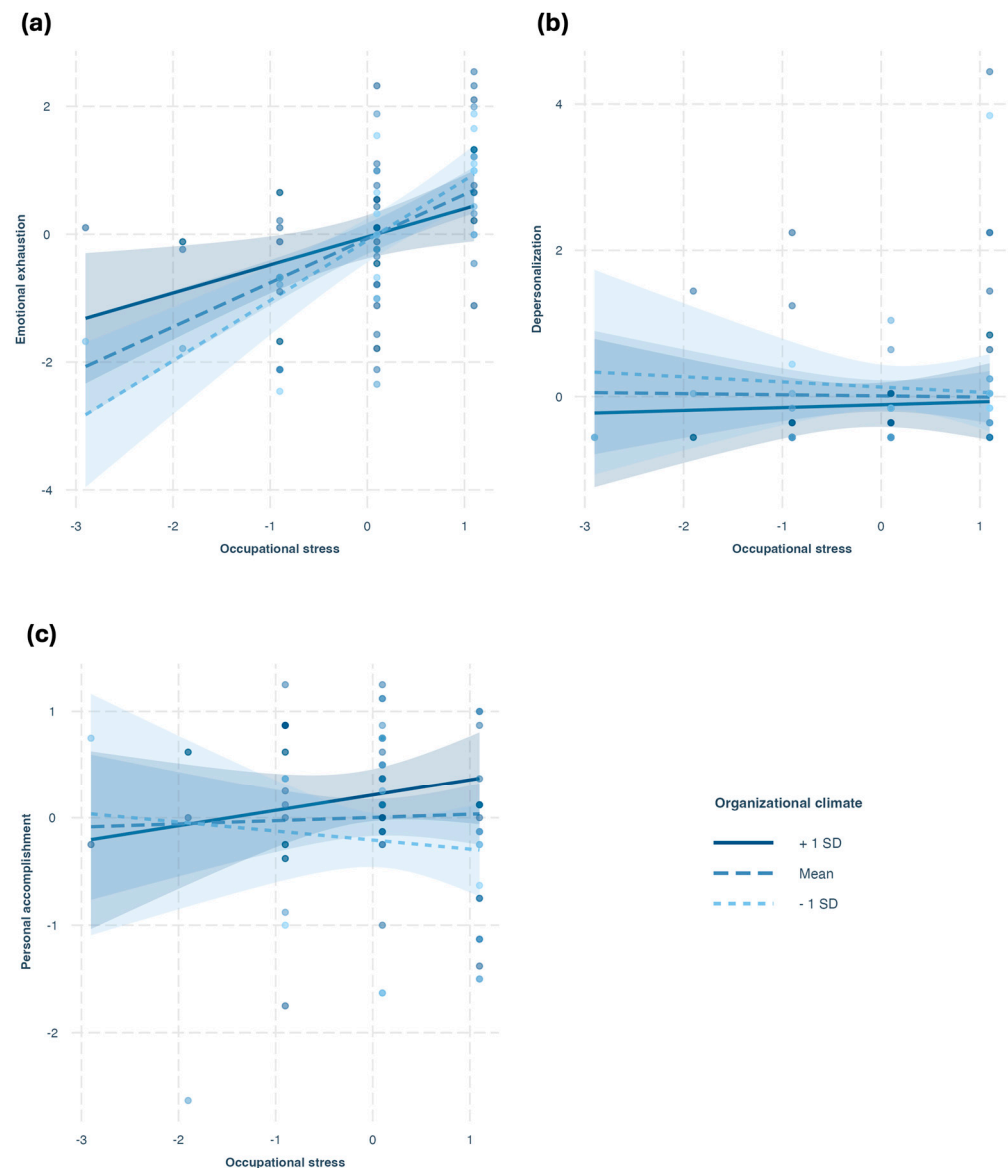 (a)
2
0
-2
-4
Emotional exhaustion
-3 -2 -1 0 1
Occupational stress
(b)
4
2
0
Depersonalization
-3 -2 -1 0 1
Occupational stress
(c)
1
0
-1
-2
Personal accomplishment
-3 -2 -1 0 1
Occupational stress
Organizational climate
+ 1 SD
Mean
- 1 SD